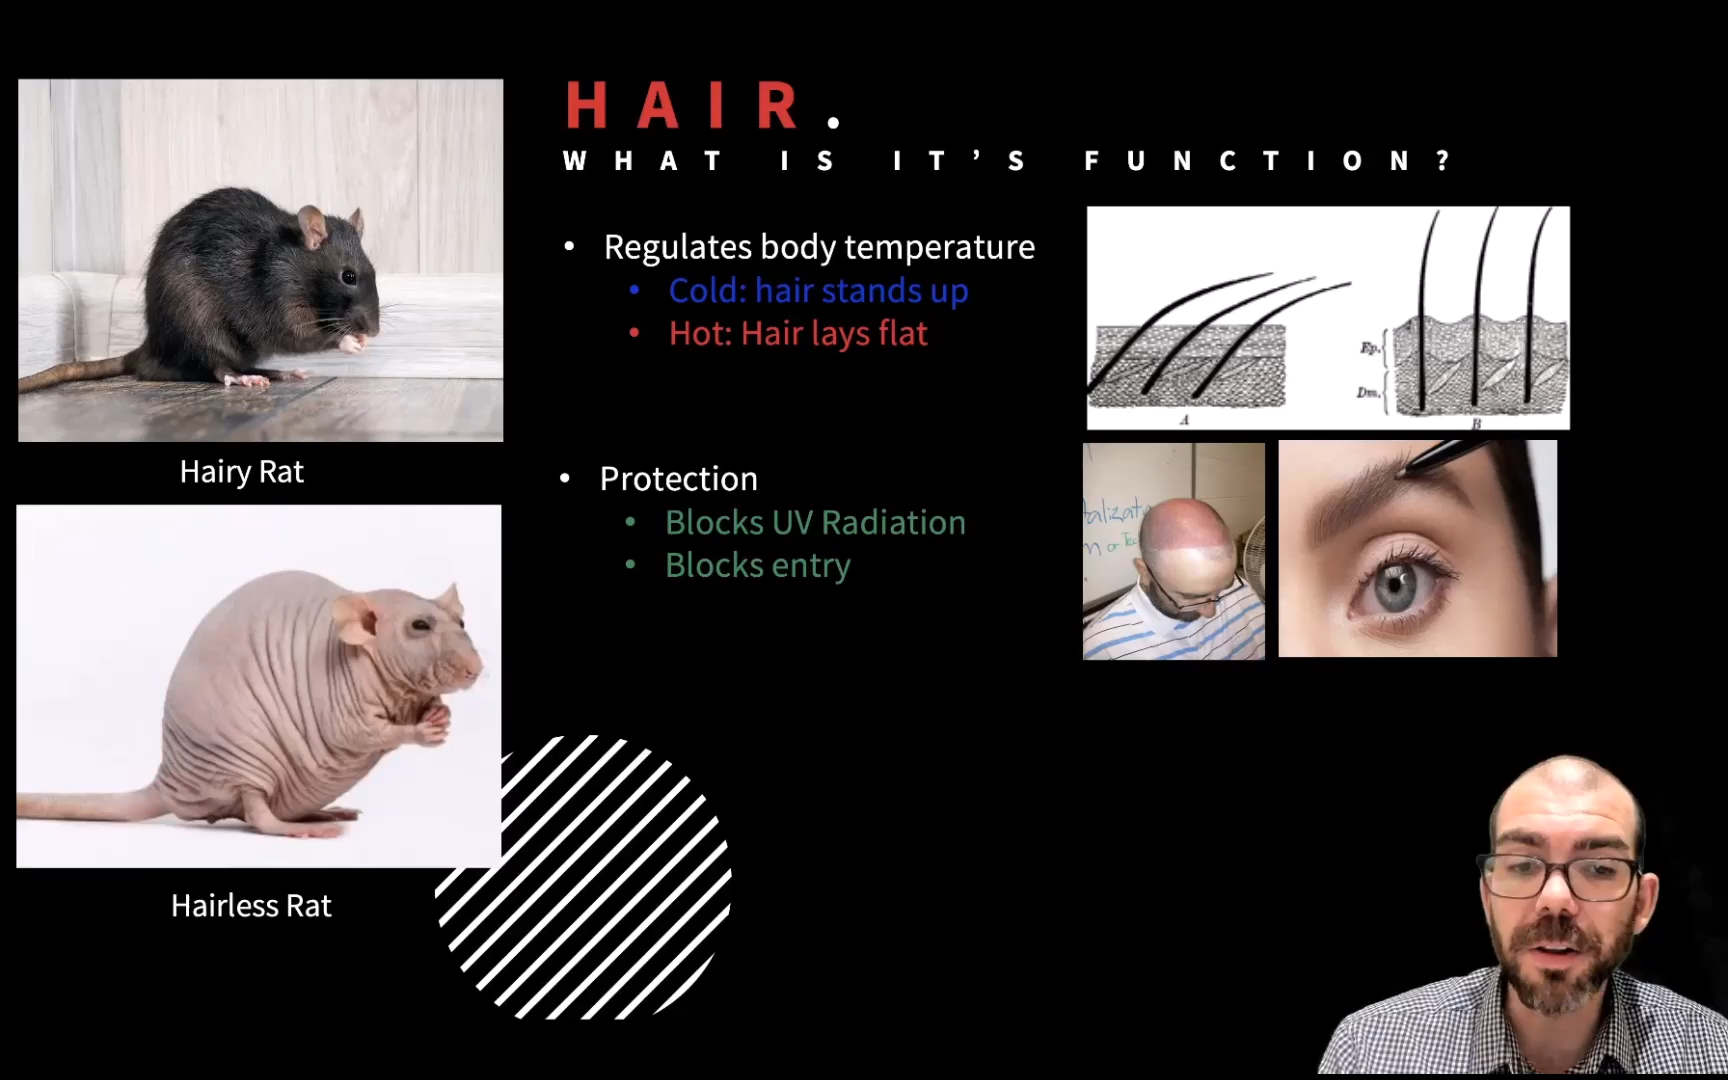 HAIR.
WHAT IS IT’S FUNCTION?
• Regulates body temperature
• Cold: hair stands up
• Hot: Hair lays flat
Ep.
Dm.
A
B
Hairy Rat
• Protection
• Blocks UV Radiation
• Blocks entry
Hairless Rat